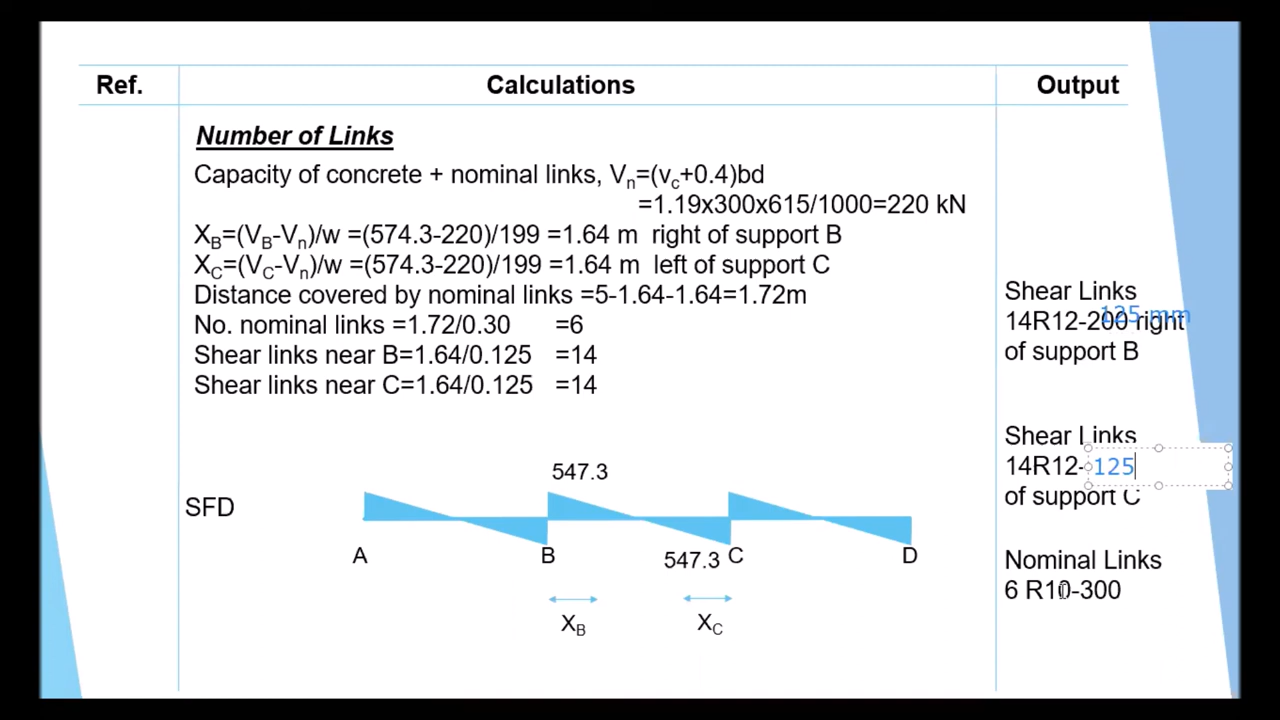 Ref.
Calculations
Output
Number of Links
Capacity of concrete + nominal links, Vn=(vc+0.4)bd
=1.19x300x615/1000=220 kN
XB=(VB-Vn)/w =(574.3-220)/199 =1.64 m right of support B
XC=(VC-Vn)/w =(574.3-220)/199 =1.64 m left of support C
Distance covered by nominal links =5-1.64-1.64=1.72m
No. nominal links =1.72/0.30 =6
Shear links near B=1.64/0.125 =14
Shear links near C=1.64/0.125 =14
547.3
SFD
A
B
547.3
C
D
XB
XC
Shear Links
125 mm
14R12-200 right
of support B
Shear Links
14R12-125
of support C
Nominal Links
6 R10-300